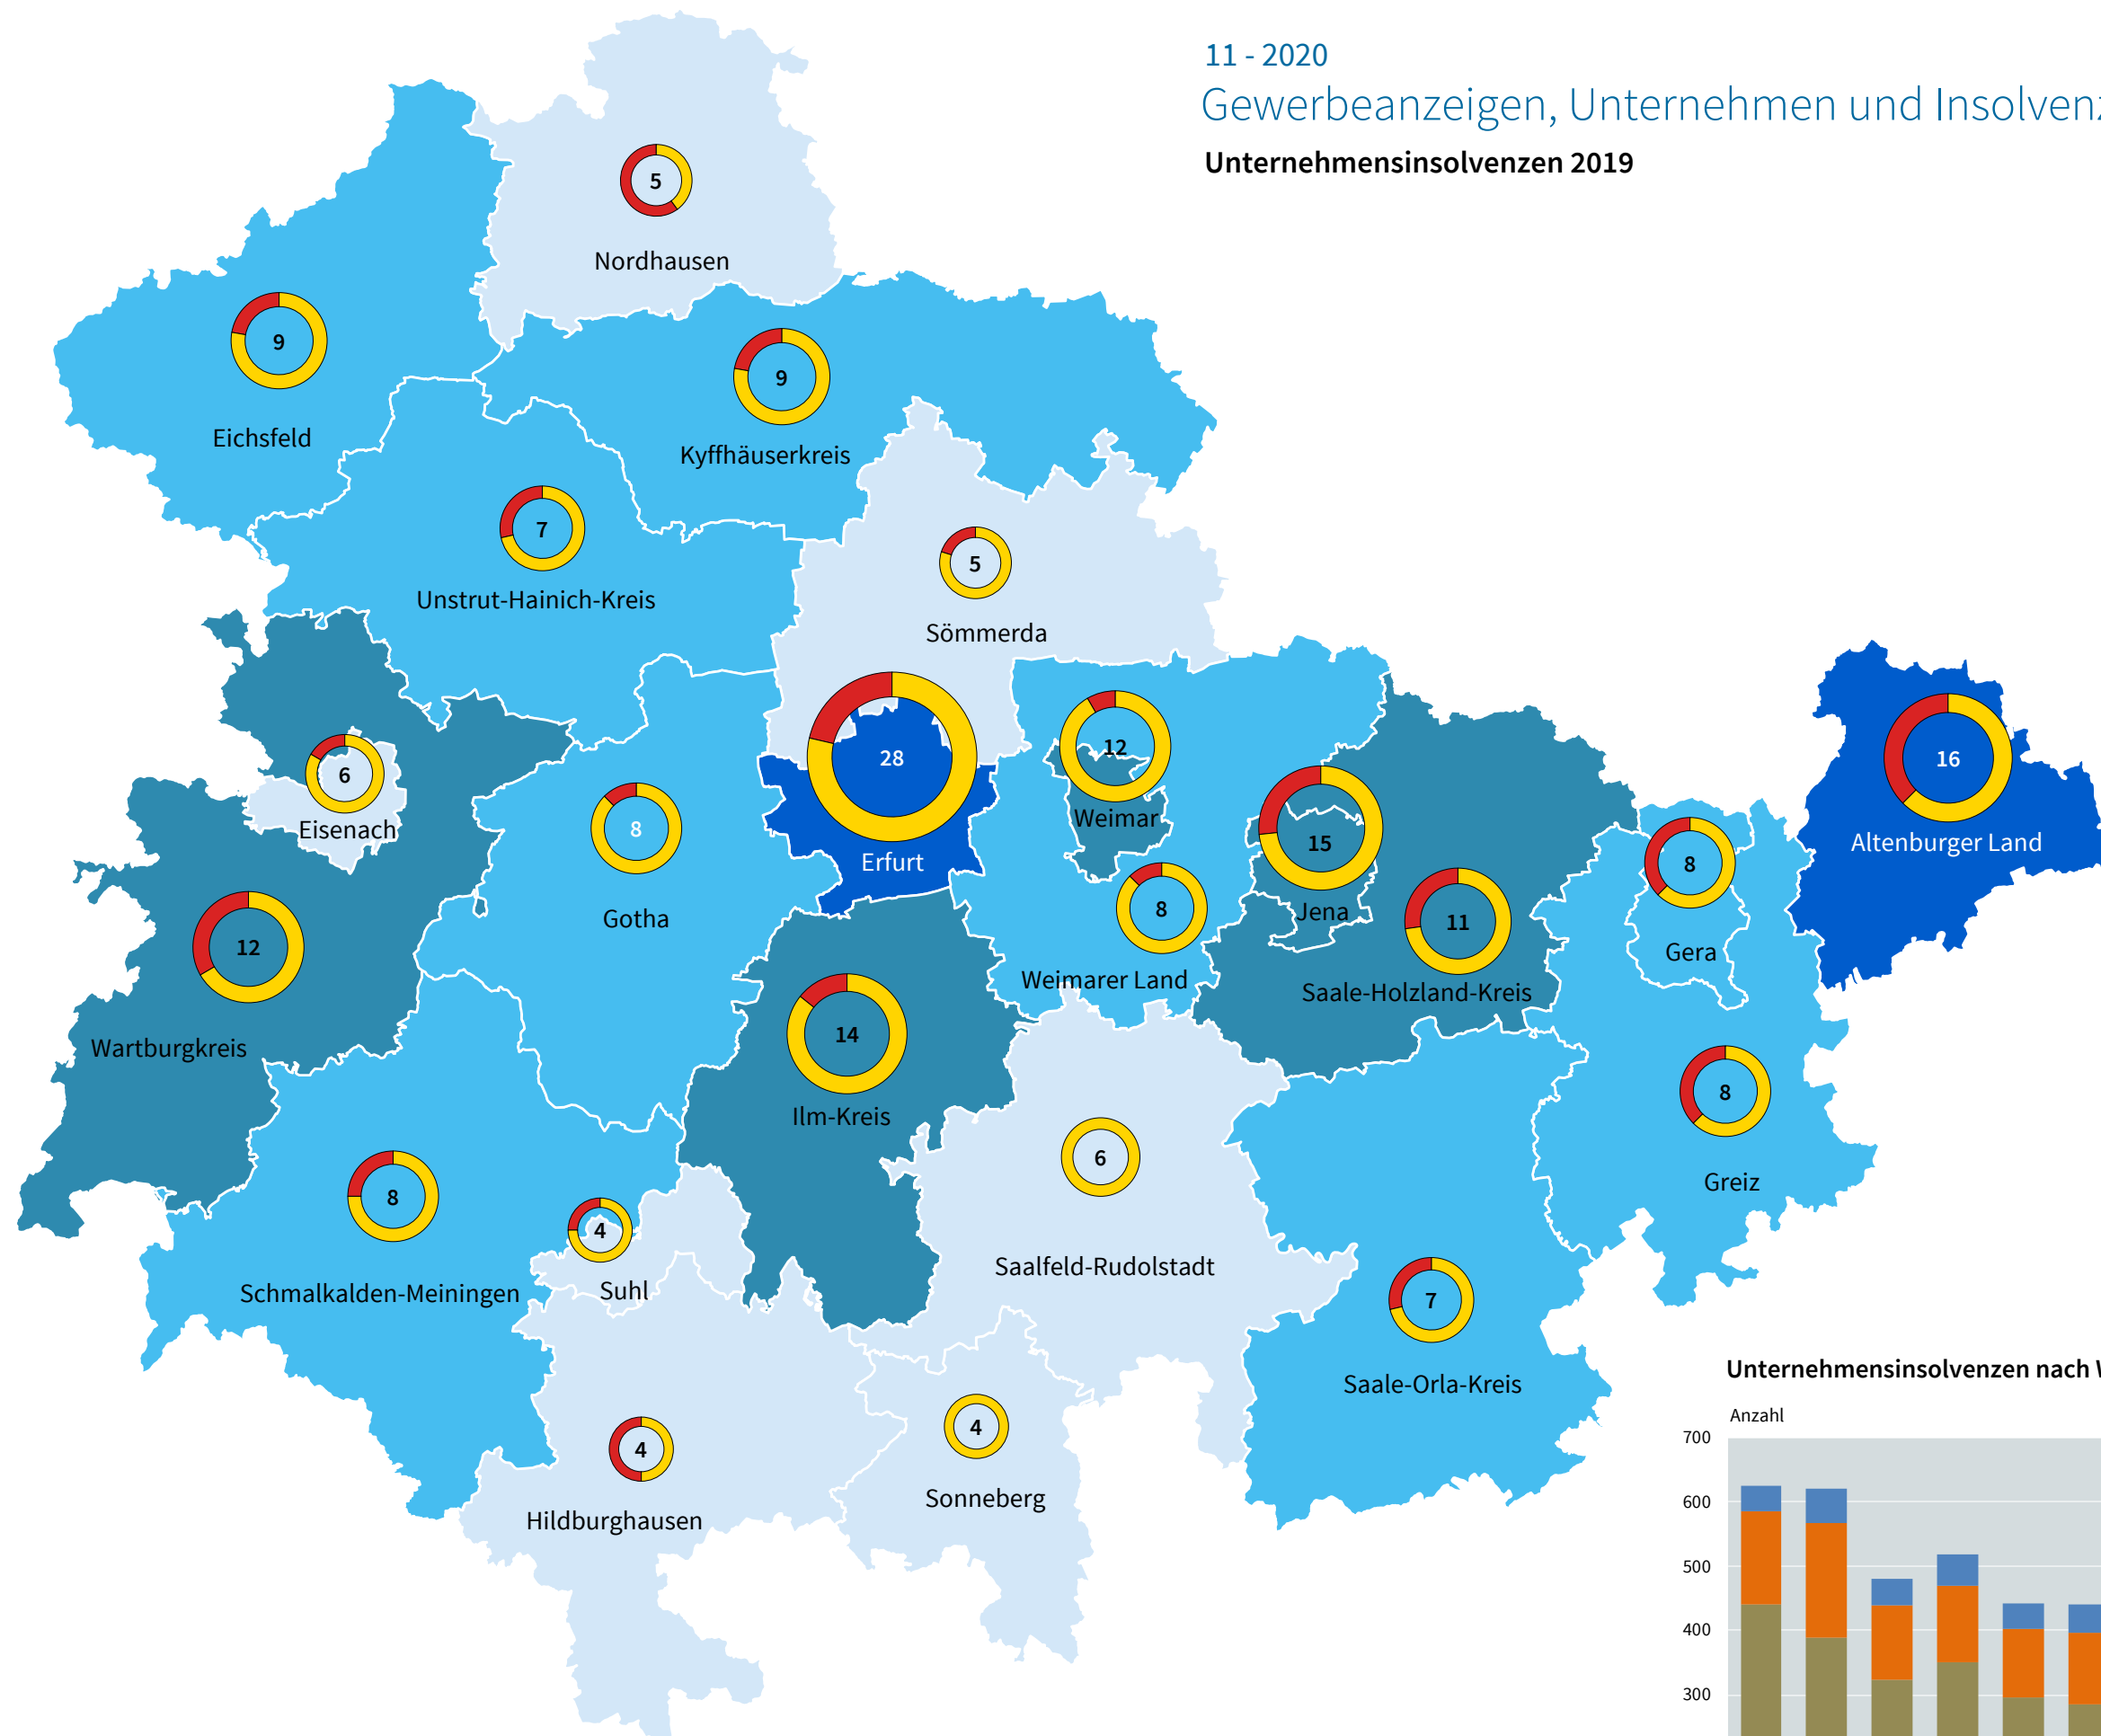 11 - 2020
Gewerbeanzeigen, Unternehmen und Insolvenz
Unternehmensinsolvenzen 2019
5
Nordhausen
9
Eichsfeld
9
Kyffhäuserkreis
7
Unstrut-Hainich-Kreis
5
Sömmerda
6
Eisenach
8
Gotha
28
Erfurt
12
Weimar
15
Jena
8
Weimarer Land
11
Saale-Holzland-Kreis
8
Gera
16
Altenburger Land
12
Wartburgkreis
14
Ilm-Kreis
8
Greiz
6
Saalfeld-Rudolstadt
8
Schmalkalden-Meiningen
4
Suhl
7
Saale-Orla-Kreis
4
Hildburghausen
4
Sonneberg
Unternehmensinsolvenzen nach W
Anzahl
700
600
500
400
300